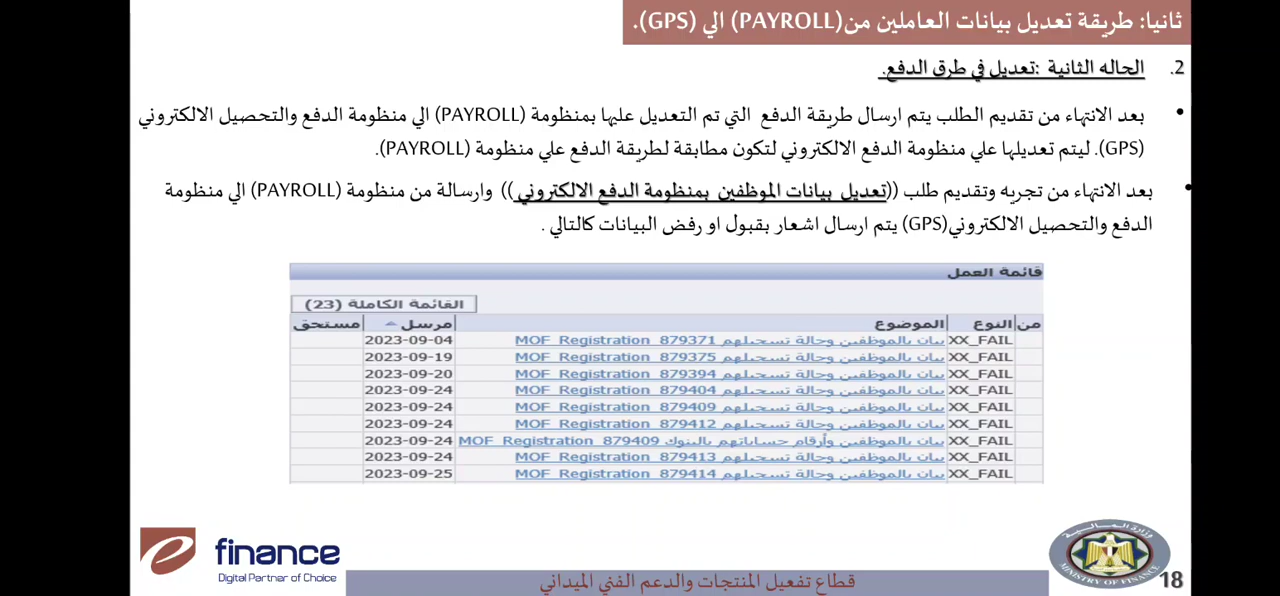 ثانيا: طريقة تعديل بيانات العاملين من(PAYROLL) الي (GPS).
2. الحاله الثانية :تعديل في طرق الدفع.
• بعد الانتهاء من تقديم الطلب يتم ارسال طريقة الدفع التي تم التعديل عليها بمنظومة (PAYROLL) الي منظومة الدفع والتحصيل الالكتروني
(GPS). ليتم تعديلها علي منظومة الدفع الالكتروني لتكون مطابقة لطريقة الدفع علي منظومة (PAYROLL).
• بعد الانتهاء من تجربه وتقديم طلب ((تعديل بيانات الموظفين بمنظومة الدفع الالكتروني)) وارسالة من منظومة (PAYROLL) الي منظومة
الدفع والتحصيل الالكتروني(GPS) يتم ارسال اشعار بقبول او رفض البيانات كالتالي .
قائمة العمل
القائمة الكاملة (23)
من النوع الموضوع مرسل مستحق
XX_FAIL بيان بالموظفين وحالة تسجيلهم MOF_Registration_879371 2023-09-04
XX_FAIL بيان بالموظفين وحالة تسجيلهم MOF_Registration_879375 2023-09-19
XX_FAIL بيان بالموظفين وحالة تسجيلهم MOF_Registration_879394 2023-09-20
XX_FAIL بيان بالموظفين وحالة تسجيلهم MOF_Registration_879404 2023-09-24
XX_FAIL بيان بالموظفين وحالة تسجيلهم MOF_Registration_879409 2023-09-24
XX_FAIL بيان بالموظفين وحالة تسجيلهم MOF_Registration_879412 2023-09-24
XX_FAIL بيان بالموظفين وأرقام حساباتهم بالبنوك MOF_Registration_879409 2023-09-24
XX_FAIL بيان بالموظفين وحالة تسجيلهم MOF_Registration_879413 2023-09-24
XX_FAIL بيان بالموظفين وحالة تسجيلهم MOF_Registration_879414 2023-09-25
e finance
Digital Partner of Choice
قطاع تفعيل المنتجات والدعم الفني الميداني
وزارة المالية
MINISTRY OF FINANCE
18